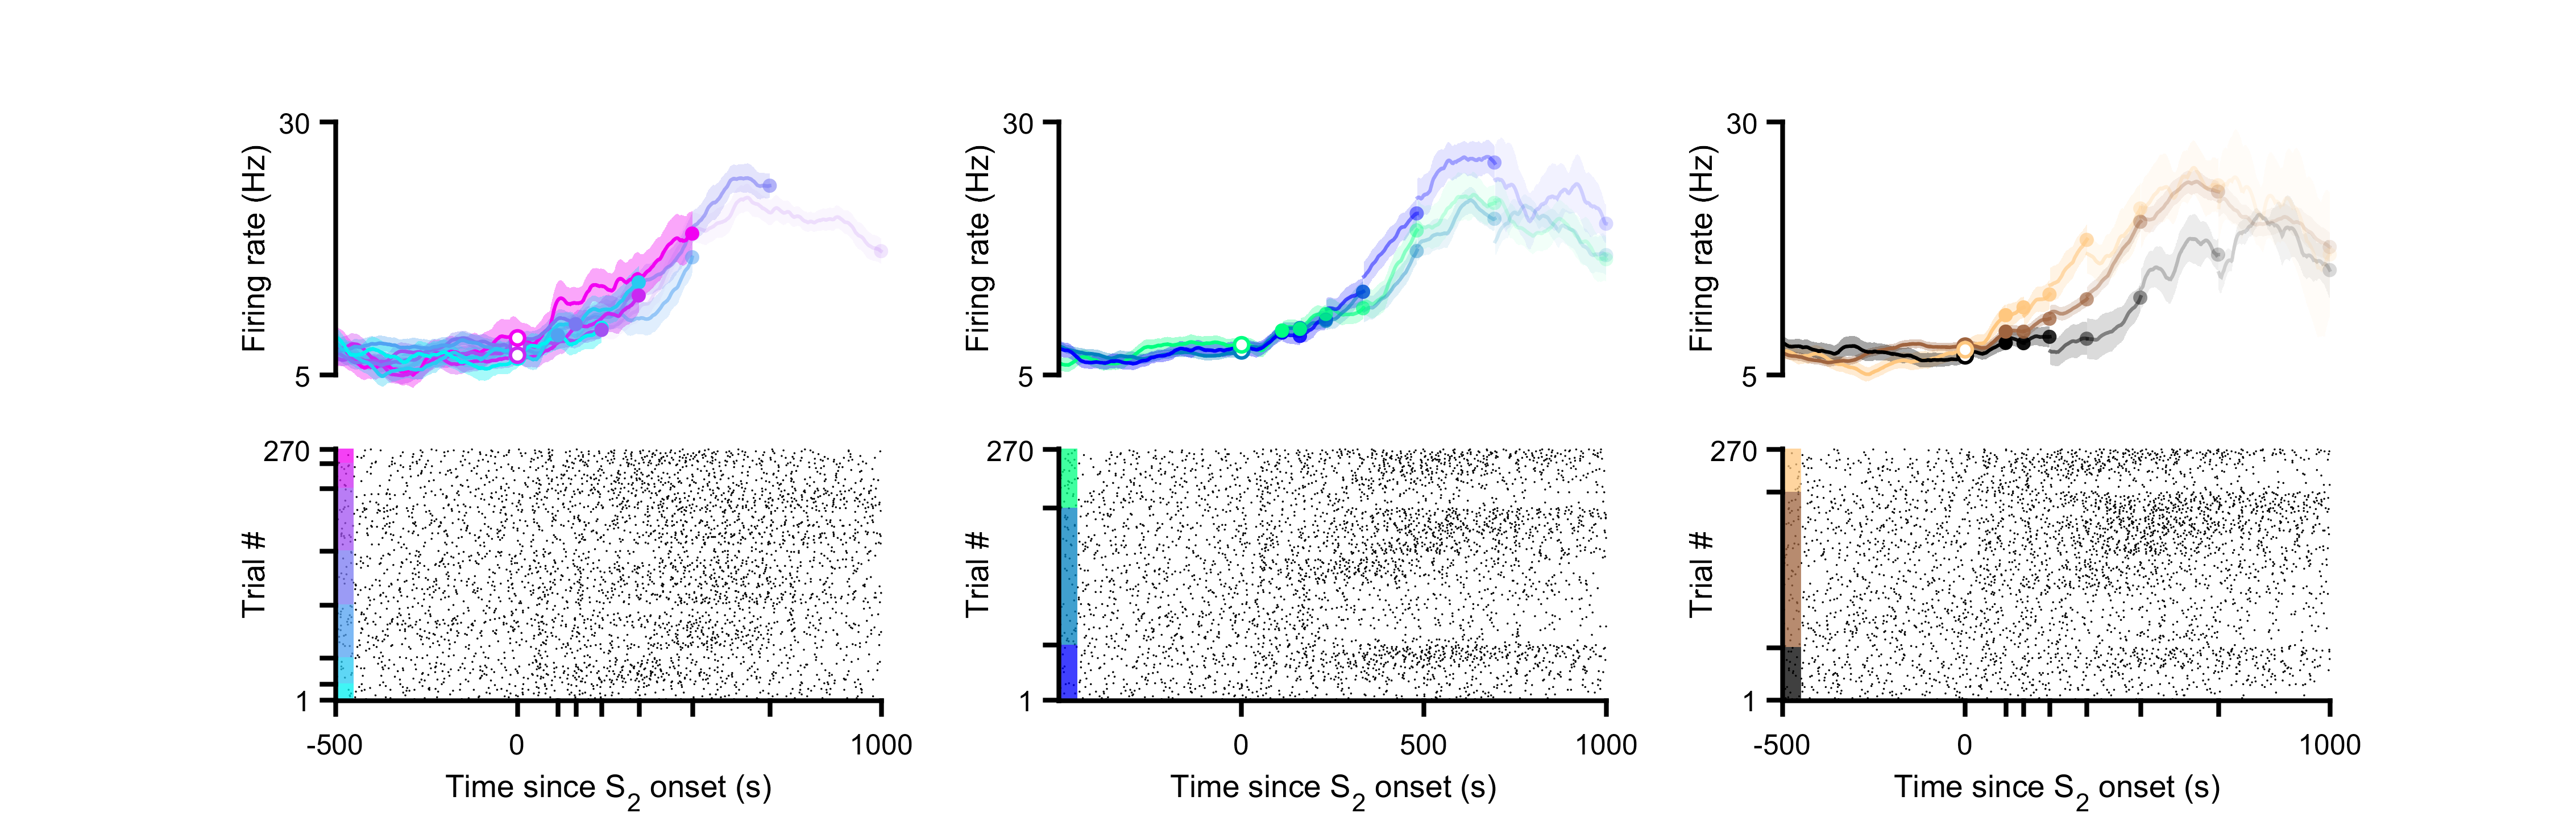 30
Firing rate (Hz)
5
30
Firing rate (Hz)
5
30
Firing rate (Hz)
5
270
Trial #
1
-500 0 1000
Time since S2 onset (s)
270
Trial #
1
0 500 1000
Time since S2 onset (s)
270
Trial #
1
-500 0 1000
Time since S2 onset (s)